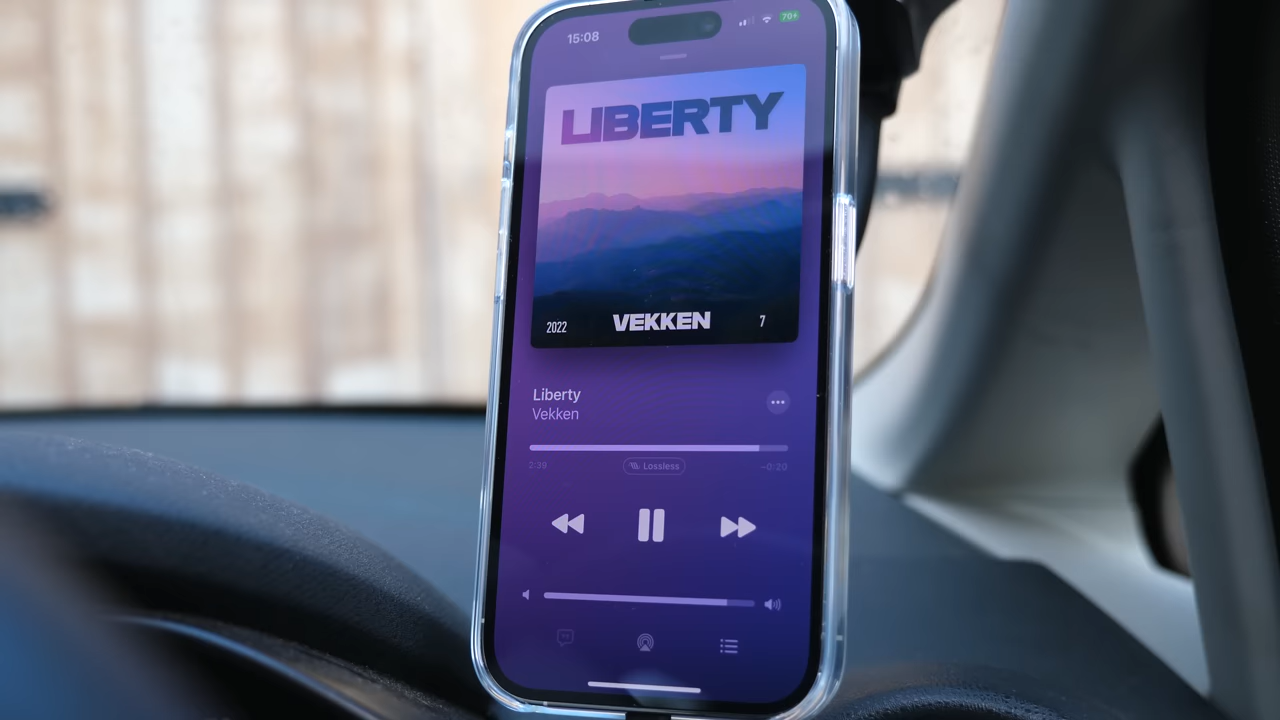 15:08
70+
LIBERTY
2022 VEKKEN 7
Liberty
Vekken
2:39 Lossless -0:20